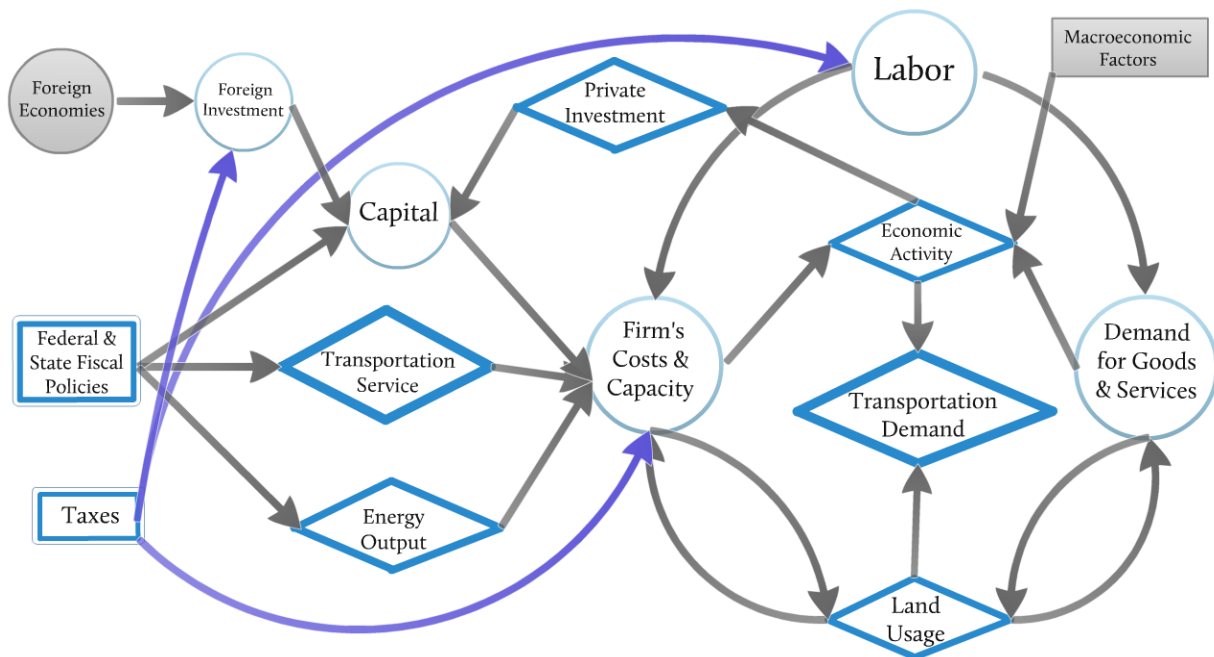 Foreign
Economies
Foreign
Investment
Private
Investment
Labor
Macroeconomic
Factors
Capital
Economic
Activity
Federal &
State Fiscal
Policies
Transportation
Service
Firm's
Costs &
Capacity
Transportation
Demand
Demand
for Goods
& Services
Taxes
Energy
Output
Land
Usage